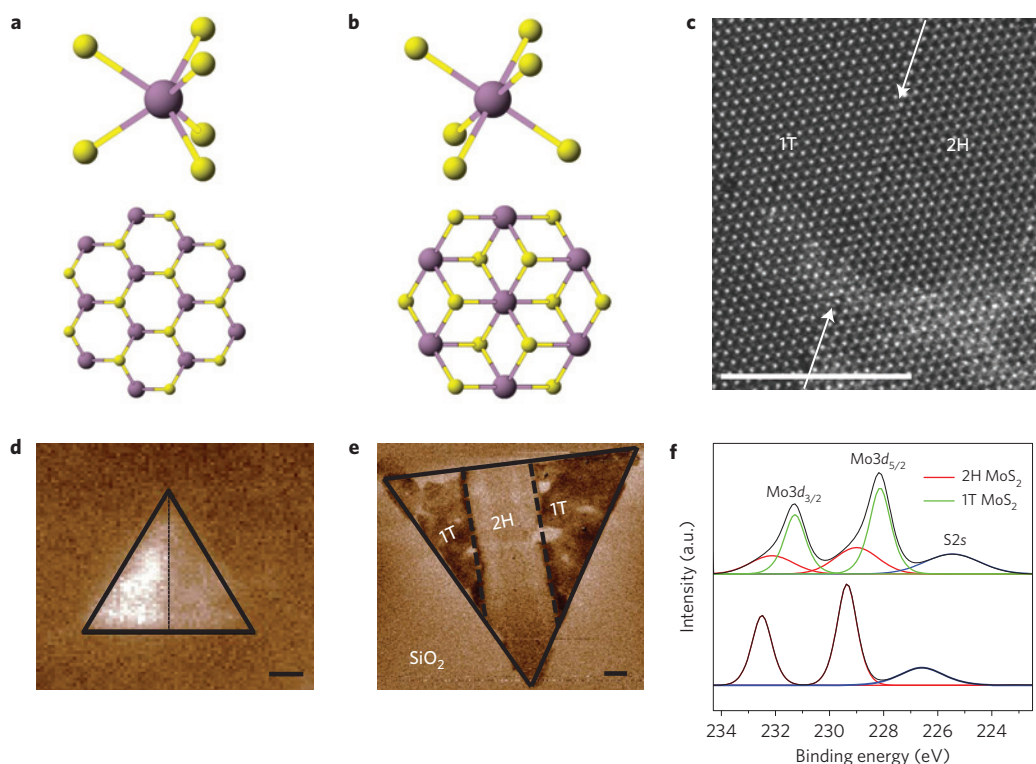 a
b
c
1T
2H
d
e
1T
2H
1T
SiO₂
f
Mo3d₅/₂
Mo3d₃/₂
2H MoS₂
1T MoS₂
S2s
Intensity (a.u.)
234 232 230 228 226 224
Binding energy (eV)